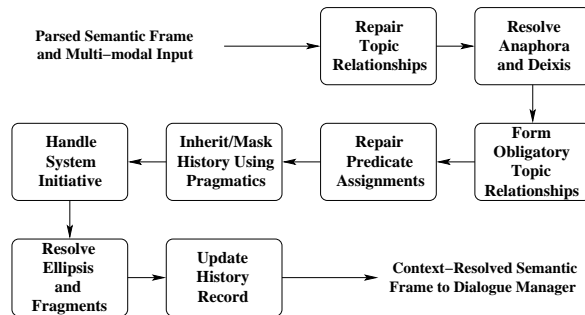 Parsed Semantic Frame
and Multi−modal Input
Repair
Topic
Relationships
Resolve
Anaphora
and Deixis
Form
Obligatory
Topic
Relationships
Repair
Predicate
Assignments
Inherit/Mask
History Using
Pragmatics
Handle
System
Initiative
Resolve
Ellipsis
and
Fragments
Update
History
Record
Context−Resolved Semantic
Frame to Dialogue Manager